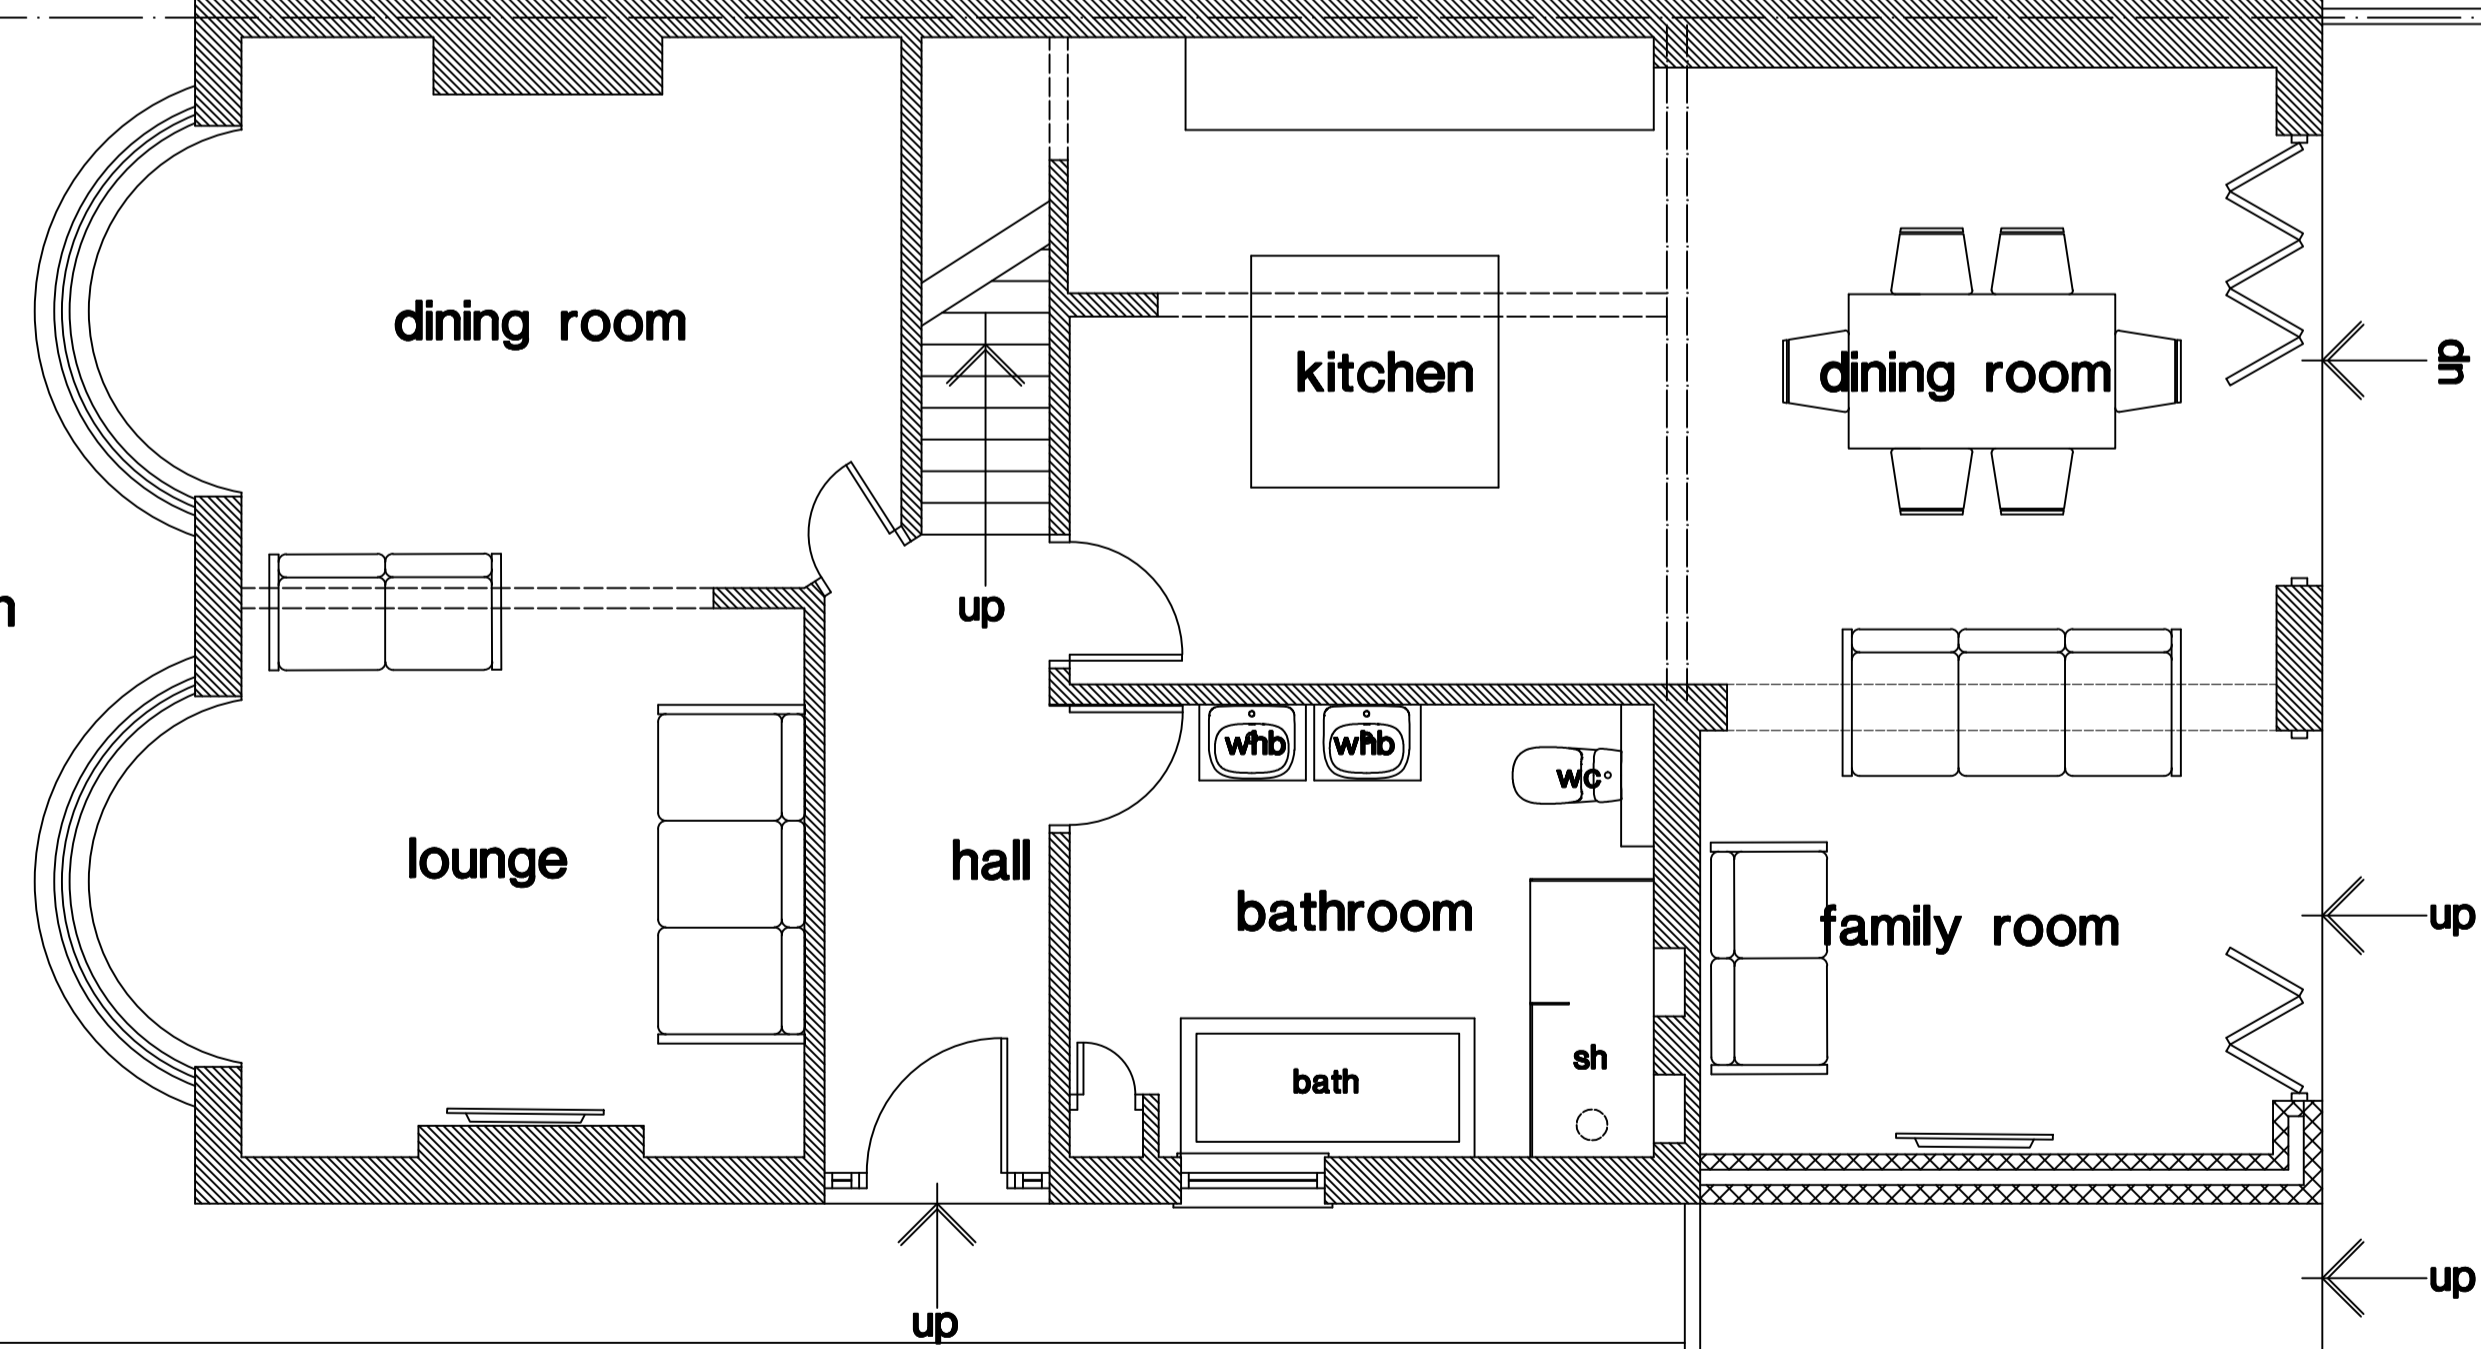 dining room
kitchen
dining room
dn
up
n
whb
whb
wc
lounge
hall
bathroom
family room
up
sh
bath
up
up